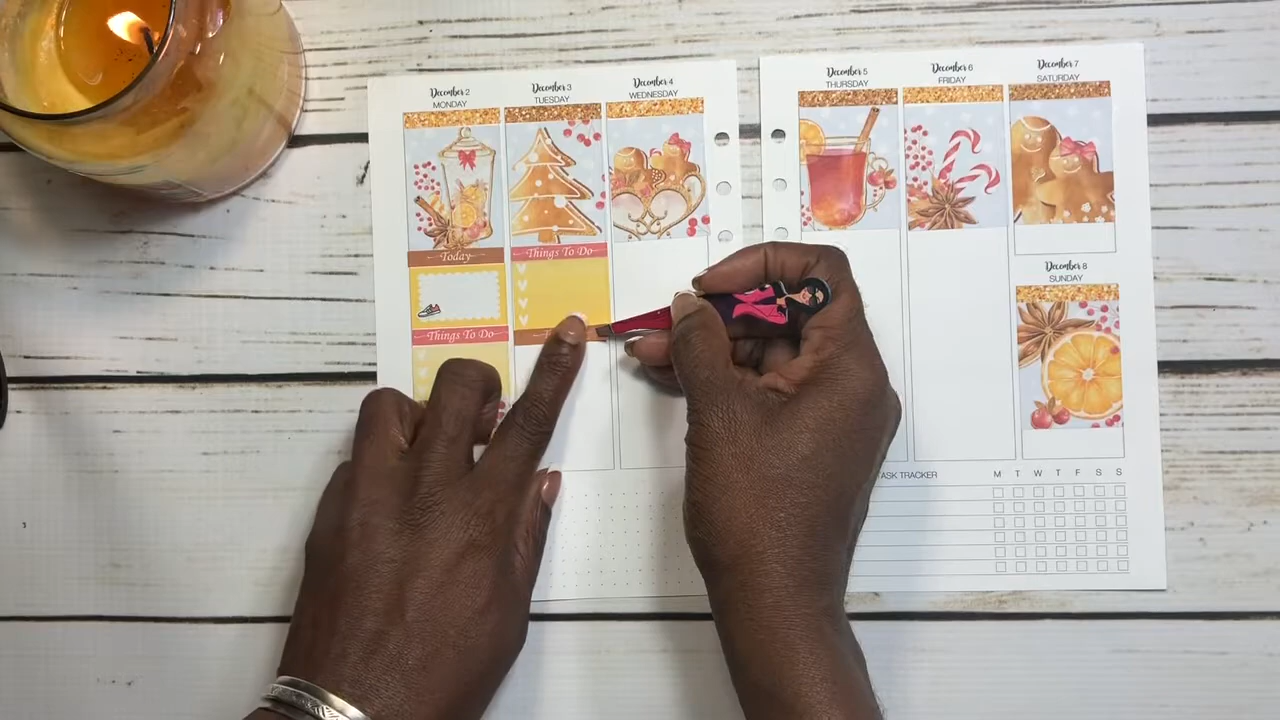 December 2
MONDAY
December 3
TUESDAY
December 4
WEDNESDAY
December 5
THURSDAY
December 6
FRIDAY
December 7
SATURDAY
Today
Things To Do
Things To Do
December 8
SUNDAY
ASK TRACKER M T W T F S S